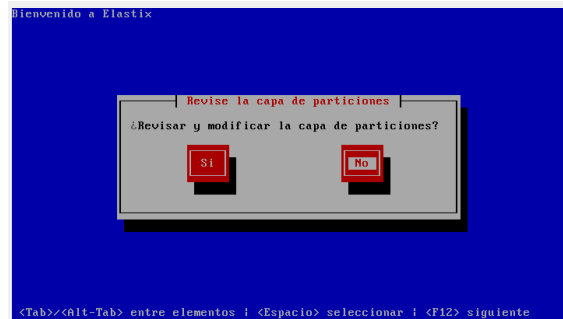 Bienvenido a Elastix
Revise la capa de particiones
¿Revisar y modificar la capa de particiones?
Si No
<Tab>/<Alt-Tab> entre elementos | <Espacio> seleccionar | <F12> siguiente